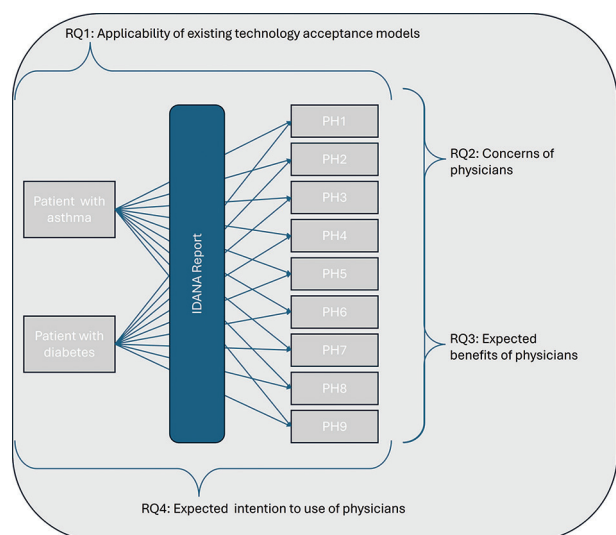 RQ1: Applicability of existing technology acceptance models
PH1
PH2
PH3
PH4
PH5
PH6
PH7
PH8
PH9
Patient with
asthma
Patient with
diabetes
IDANA Report
RQ2: Concerns of
physicians
RQ3: Expected
benefits of physicians
RQ4: Expected intention to use of physicians